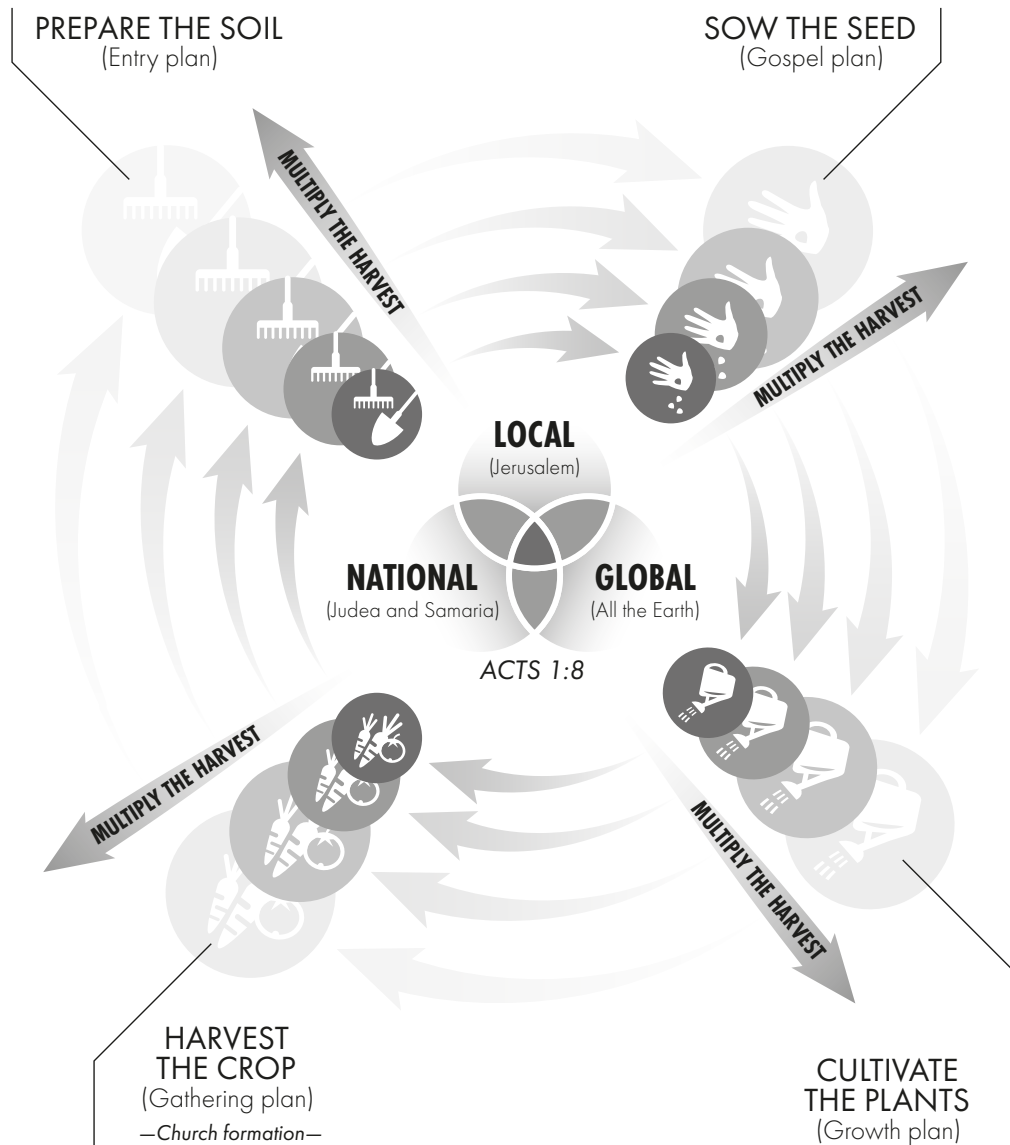 PREPARE THE SOIL
(Entry plan)
SOW THE SEED
(Gospel plan)
MULTIPLY THE HARVEST
MULTIPLY THE HARVEST
LOCAL
(Jerusalem)
NATIONAL
(Judea and Samaria)
GLOBAL
(All the Earth)
ACTS 1:8
MULTIPLY THE HARVEST
MULTIPLY THE HARVEST
HARVEST
THE CROP
(Gathering plan)
—Church formation—
CULTIVATE
THE PLANTS
(Growth plan)